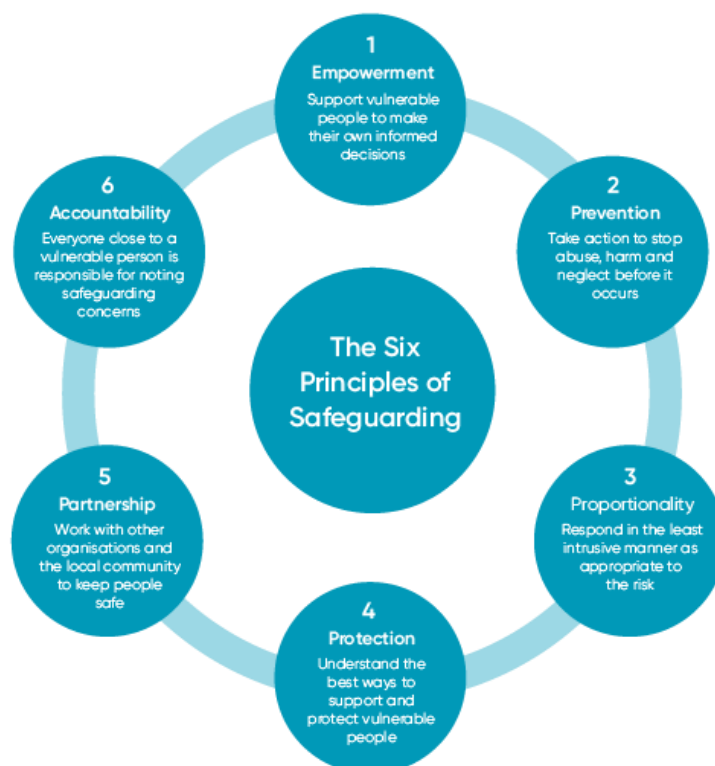 1
Empowerment
Support vulnerable
people to make
their own informed
decisions
2
Prevention
Take action to stop
abuse, harm and
neglect before it
occurs
3
Proportionality
Respond in the least
intrusive manner as
appropriate to
the risk
4
Protection
Understand the
best ways to
support and
protect vulnerable
people
5
Partnership
Work with other
organisations and
the local community
to keep people
safe
6
Accountability
Everyone close to a
vulnerable person is
responsible for noting
safeguarding
concerns
The Six
Principles of
Safeguarding